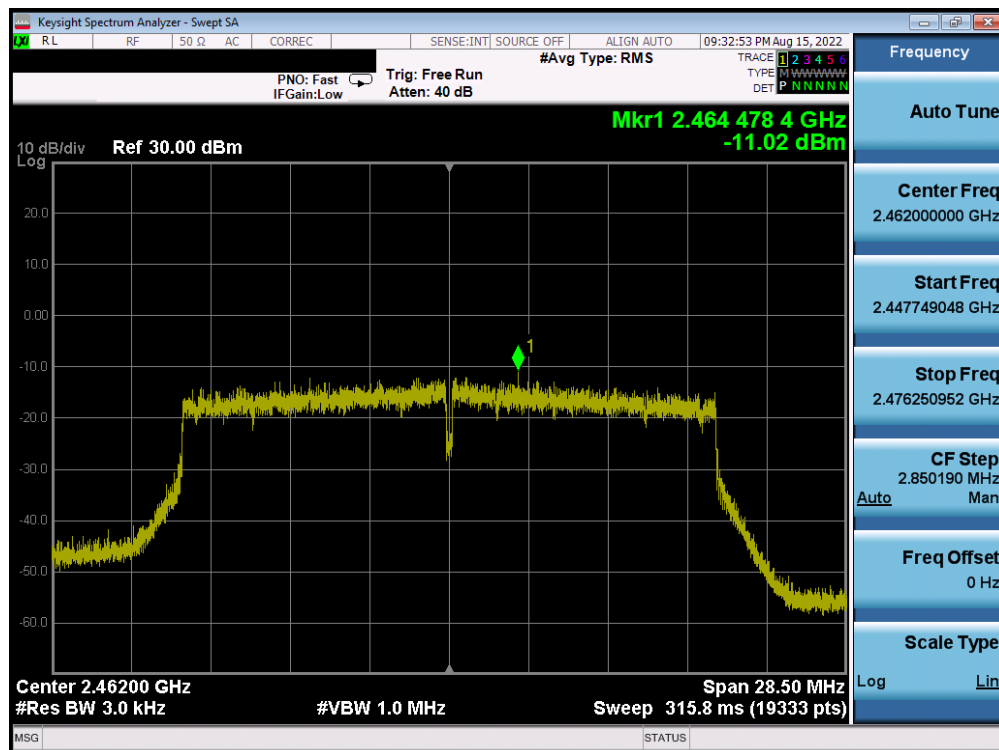 Keysight Spectrum Analyzer - Swept SA
LXI RL RF 50 Ω AC CORREC SENSE:INT SOURCE OFF ALIGN AUTO 09:32:53 PM Aug 15, 2022
#Avg Type: RMS TRACE 1 2 3 4 5 6
PNO: Fast Trig: Free Run TYPE M WWWWW
IFGain:Low Atten: 40 dB DET P N N N N N
Mkr1 2.464 478 4 GHz
-11.02 dBm
10 dB/div Ref 30.00 dBm
Log
20.0
10.0
0.00
1
-10.0
-20.0
-30.0
-40.0
-50.0
-60.0
Center 2.46200 GHz Span 28.50 MHz
#Res BW 3.0 kHz #VBW 1.0 MHz Sweep 315.8 ms (19333 pts)
MSG STATUS
Frequency
Auto Tune
Center Freq
2.462000000 GHz
Start Freq
2.447749048 GHz
Stop Freq
2.476250952 GHz
CF Step
2.850190 MHz
Auto Man
Freq Offset
0 Hz
Scale Type
Log Lin